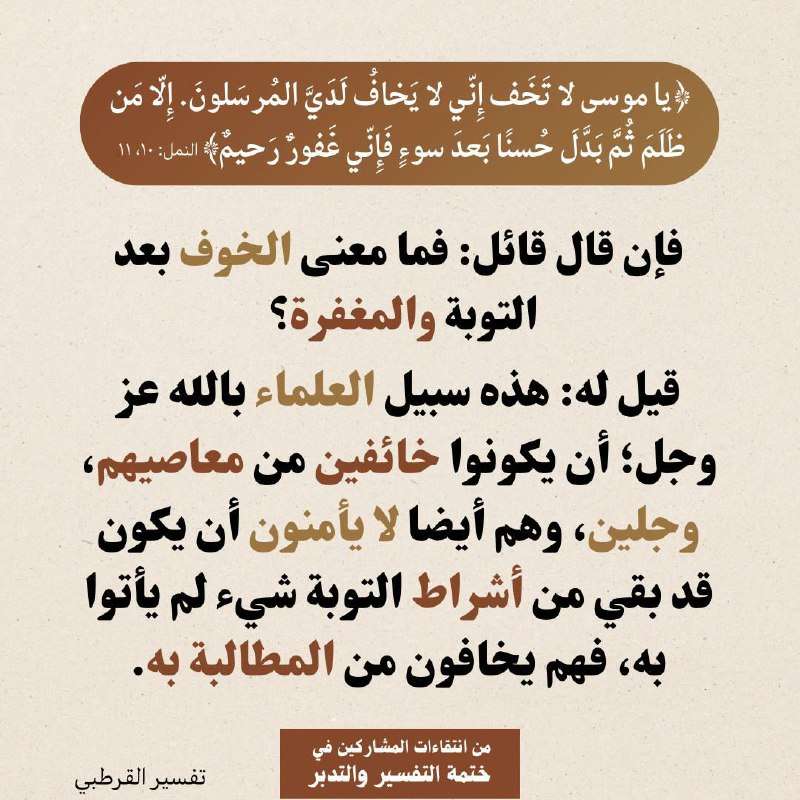 ﴿يا موسى لا تَخَف إِنّي لا يَخافُ لَدَيَّ المُرسَلونَ. إِلّا مَن
ظَلَمَ ثُمَّ بَدَّلَ حُسنًا بَعدَ سوءٍ فَإِنّي غَفورٌ رَحيمٌ﴾ النمل: ١٠، ١١
فإن قال قائل: فما معنى الخوف بعد
التوبة والمغفرة؟
قيل له: هذه سبيل العلماء بالله عز
وجل؛ أن يكونوا خائفين من معاصيهم،
وجلين، وهم أيضا لا يأمنون أن يكون
قد بقي من أشراط التوبة شيء لم يأتوا
به، فهم يخافون من المطالبة به.
من انتقاءات المشاركين في
ختمة التفسير والتدبر
تفسير القرطبي